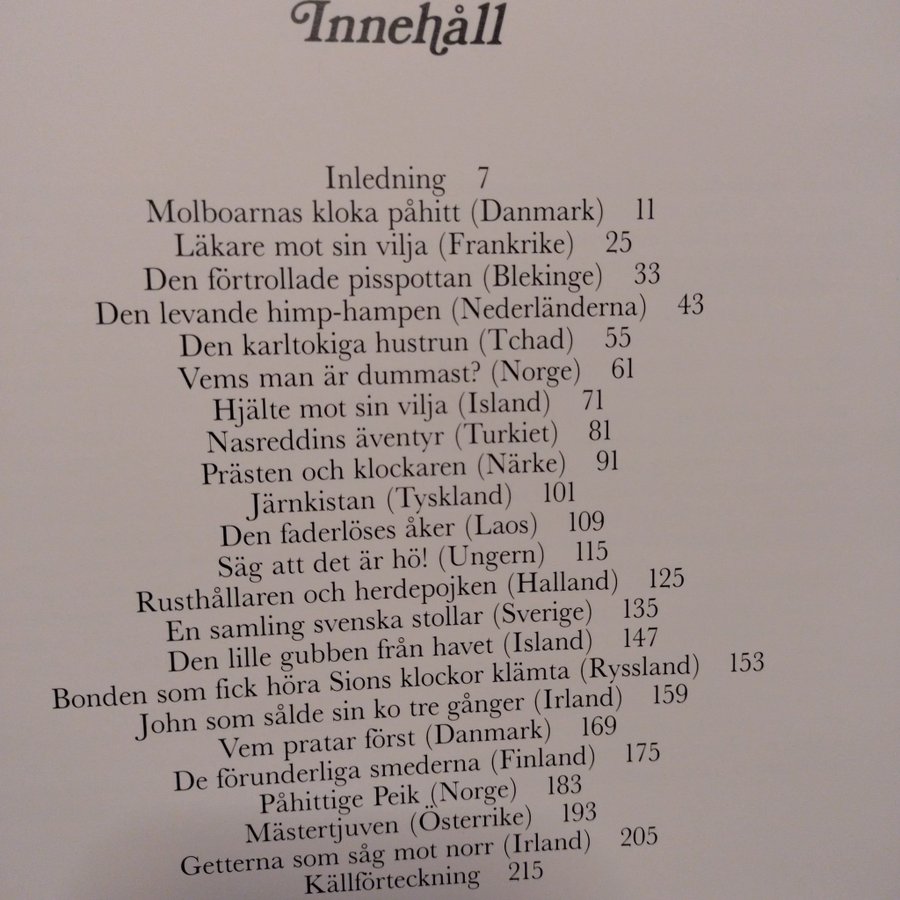 Innehåll
Inledning 7
Molboarnas kloka påhitt (Danmark) 11
Läkare mot sin vilja (Frankrike) 25
Den förtrollade pisspottan (Blekinge) 33
Den levande himp-hampen (Nederländerna) 43
Den karltokiga hustrun (Tchad) 55
Vems man är dummast? (Norge) 61
Hjälte mot sin vilja (Island) 71
Nasreddins äventyr (Turkiet) 81
Prästen och klockaren (Närke) 91
Järnkistan (Tyskland) 101
Den faderlöses åker (Laos) 109
Säg att det är hö! (Ungern) 115
Rusthållaren och herdepojken (Halland) 125
En samling svenska stollar (Sverige) 135
Den lille gubben från havet (Island) 147
Bonden som fick höra Sions klockor klämta (Ryssland) 153
John som sålde sin ko tre gånger (Irland) 159
Vem pratar först (Danmark) 169
De förunderliga smederna (Finland) 175
Påhittige Peik (Norge) 183
Mästertjuven (Österrike) 193
Getterna som såg mot norr (Irland) 205
Källförteckning 215